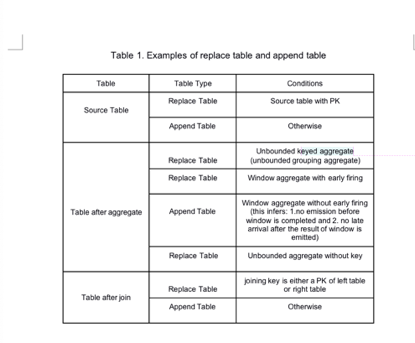 Table 1. Examples of replace table and append table
Table Table Type Conditions
Source Table
Replace Table Source table with PK
Append Table Otherwise
Table after aggregate
Replace Table
Unbounded keyed aggregate
(unbounded grouping aggregate)
Replace Table Window aggregate with early firing
Append Table
Window aggregate without early firing
(this infers: 1.no emission before
window is completed and 2. no late
arrival after the result of window is
emitted)
Replace Table Unbounded aggregate without key
Table after join
Replace Table
joining key is either a PK of left table
or right table
Append Table Otherwise